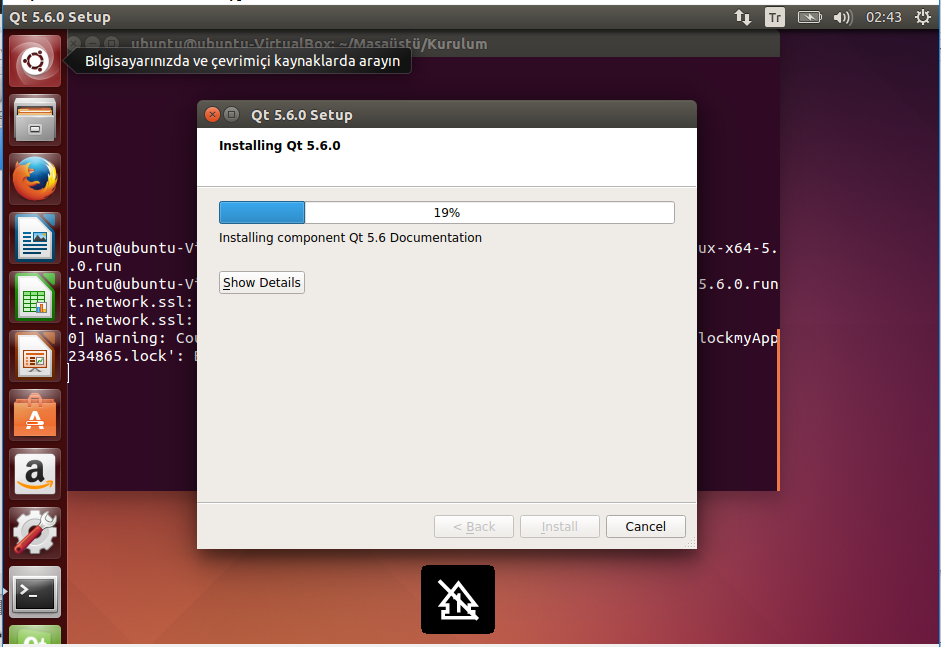 Qt 5.6.0 Setup
Tr
02:43
ubuntu@ubuntu-VirtualBox: ~/Masaüstü/Kurulum
Bilgisayarınızda ve çevrimiçi kaynaklarda arayın
Qt 5.6.0 Setup
Installing Qt 5.6.0
19%
Installing component Qt 5.6 Documentation
Show Details
buntu@ubuntu-V ux-x64-5.
.0.run
buntu@ubuntu-V 5.6.0.run
t.network.ssl:
t.network.ssl:
0] Warning: Cou lockmyApp
234865.lock':
< Back
Install
Cancel